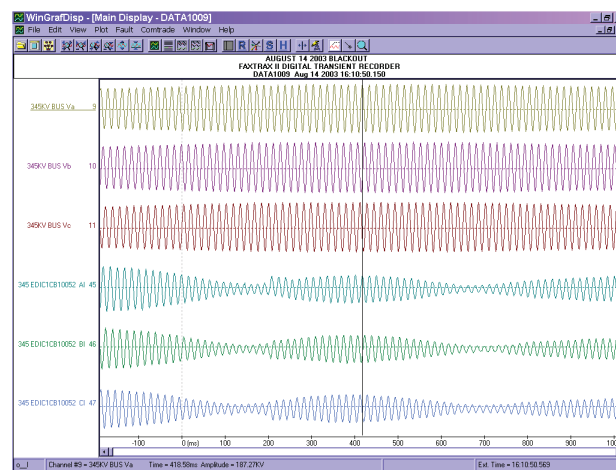 WinGrafDisp - [Main Display - DATA1009]
File Edit View Plot Fault Comtrade Window Help
R S H
AUGUST 14 2003 BLACKOUT
FAXTRAX II DIGITAL TRANSIENT RECORDER
DATA1009 Aug 14 2003 16:10:50.150
345KV BUS Va 9
345KV BUS Vb 10
345KV BUS Vc 11
345 EDIC1CB10052 AI 45
345 EDIC1CB10052 BI 46
345 EDIC1CB10052 CI 47
-100 0 (ms) 100 200 300 400 500 600 700 800 900 1000
Channel #9 = 345KV BUS Va Time = 418.58ms Amplitude = 187.27KV Ext. Time = 16:10:50.569